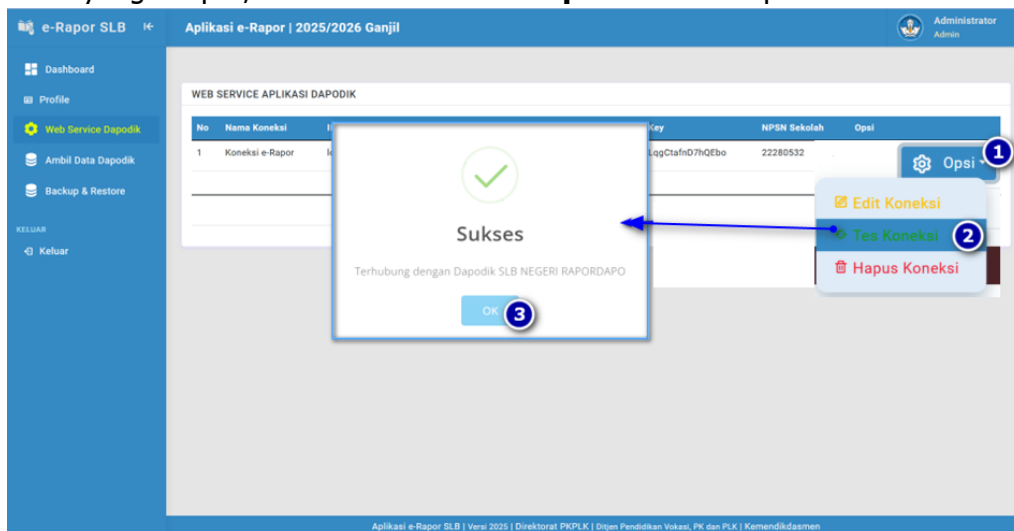 e-Rapor SLB
Aplikasi e-Rapor | 2025/2026 Ganjil
Administrator
Admin
Dashboard
Profile
Web Service Dapodik
Ambil Data Dapodik
Backup & Restore
KELUAR
Keluar
WEB SERVICE APLIKASI DAPODIK
No Nama Koneksi Key NPSN Sekolah Opsi
1 Koneksi e-Rapor LqgCtafnD7hQEbo 22280532
Opsi 1
Edit Koneksi
Tes Koneksi 2
Hapus Koneksi
Sukses
Terhubung dengan Dapodik SLB NEGERI RAPORDAPO
OK 3
Aplikasi e-Rapor SLB | Versi 2025 | Direktorat PKPLK | Ditjen Pendidikan Vokasi, PK dan PLK | Kemendikdasmen